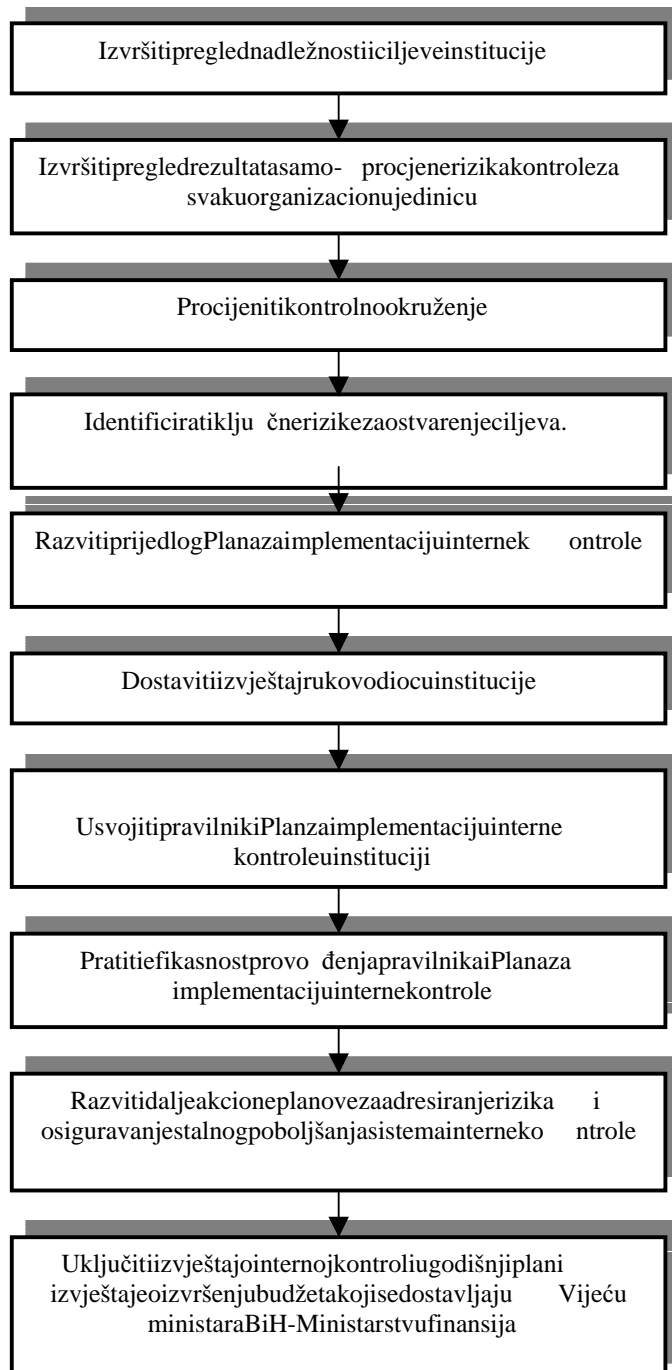 Izvršitipreglednadležnostiiciljeveinstitucije
Izvršitipregledrezultatasamo- procjenerizikakontroleza
svakuorganizacionujedinicu
Procijenitikontrolnookruženje
Identificiratiklju čnerizikezaostvarenjeciljeva.
RazvitiprijedlogPlanazaimplementacijuinternek ontrole
Dostavitiizvještajrukovodiocuinstitucije
UsvojitipravilnikiPlanzaimplementacijuinterne
kontroleuinstituciji
Pratitiefikasnostprovo đenjapravilnikaiPlanaza
implementacijuinternekontrole
Razvitidaljeakcioneplanovezaadresiranjerizika i
osiguravanjestalnogpoboljšanjasistemainterneko ntrole
Uključitiizvještajointernojkontroliugodišnjiplani
izvještajeoizvršenjubudžetakojisedostavljaju Vijeću
ministaraBiH-Ministarstvufinansija